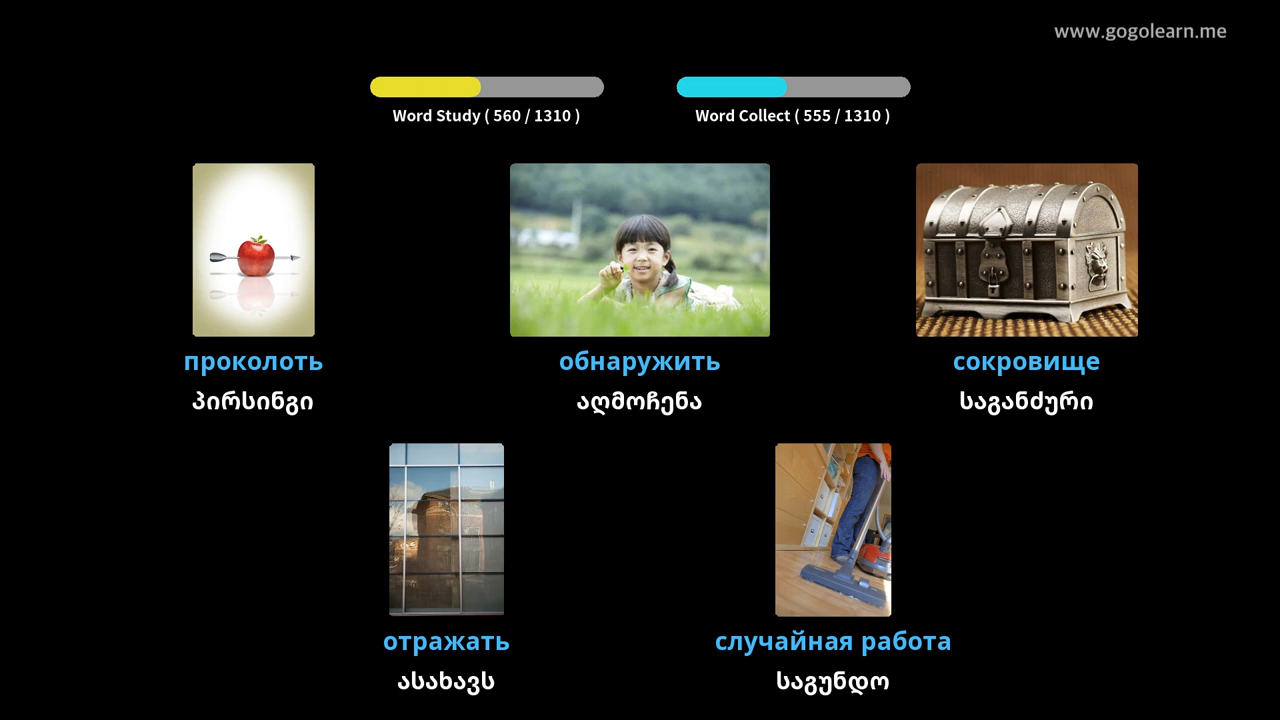 www.gogolearn.me
Word Study ( 560 / 1310 )
Word Collect ( 555 / 1310 )
проколоть
обнаружить
сокровище
პირსინგი
აღმოჩენა
საგანძური
отражать
случайная работа
ასახავს
საგუნდო